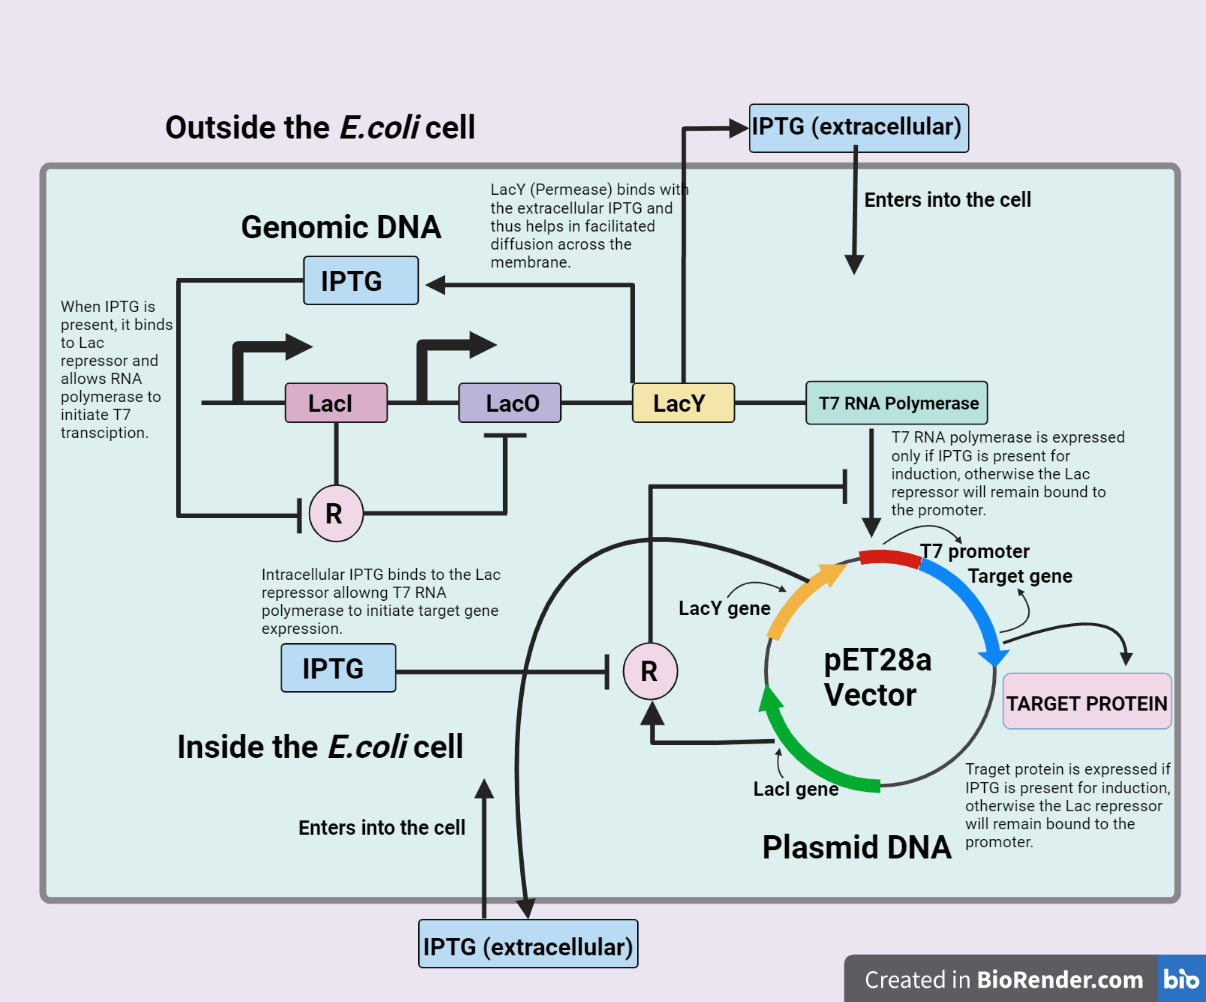 Outside the E.coli cell
IPTG (extracellular)
Enters into the cell
LacY (Permease) binds with
the extracellular IPTG and
thus helps in facilitated
diffusion across the
membrane.
Genomic DNA
IPTG
When IPTG is
present, it binds
to Lac
repressor and
allows RNA
polymerase to
initiate T7
transciption.
LacI
LacO
LacY
T7 RNA Polymerase
R
T7 RNA polymerase is expressed
only if IPTG is present for
induction, otherwise the Lac
repressor will remain bound to
the promoter.
T7 promoter
Target gene
LacY gene
Intracellular IPTG binds to the Lac
repressor allowng T7 RNA
polymerase to initiate target gene
expression.
IPTG
R
pET28a
Vector
TARGET PROTEIN
Inside the E.coli cell
LacI gene
Traget protein is expressed if
IPTG is present for induction,
otherwise the Lac repressor
will remain bound to the
promoter.
Enters into the cell
Plasmid DNA
IPTG (extracellular)
Created in BioRender.com bio